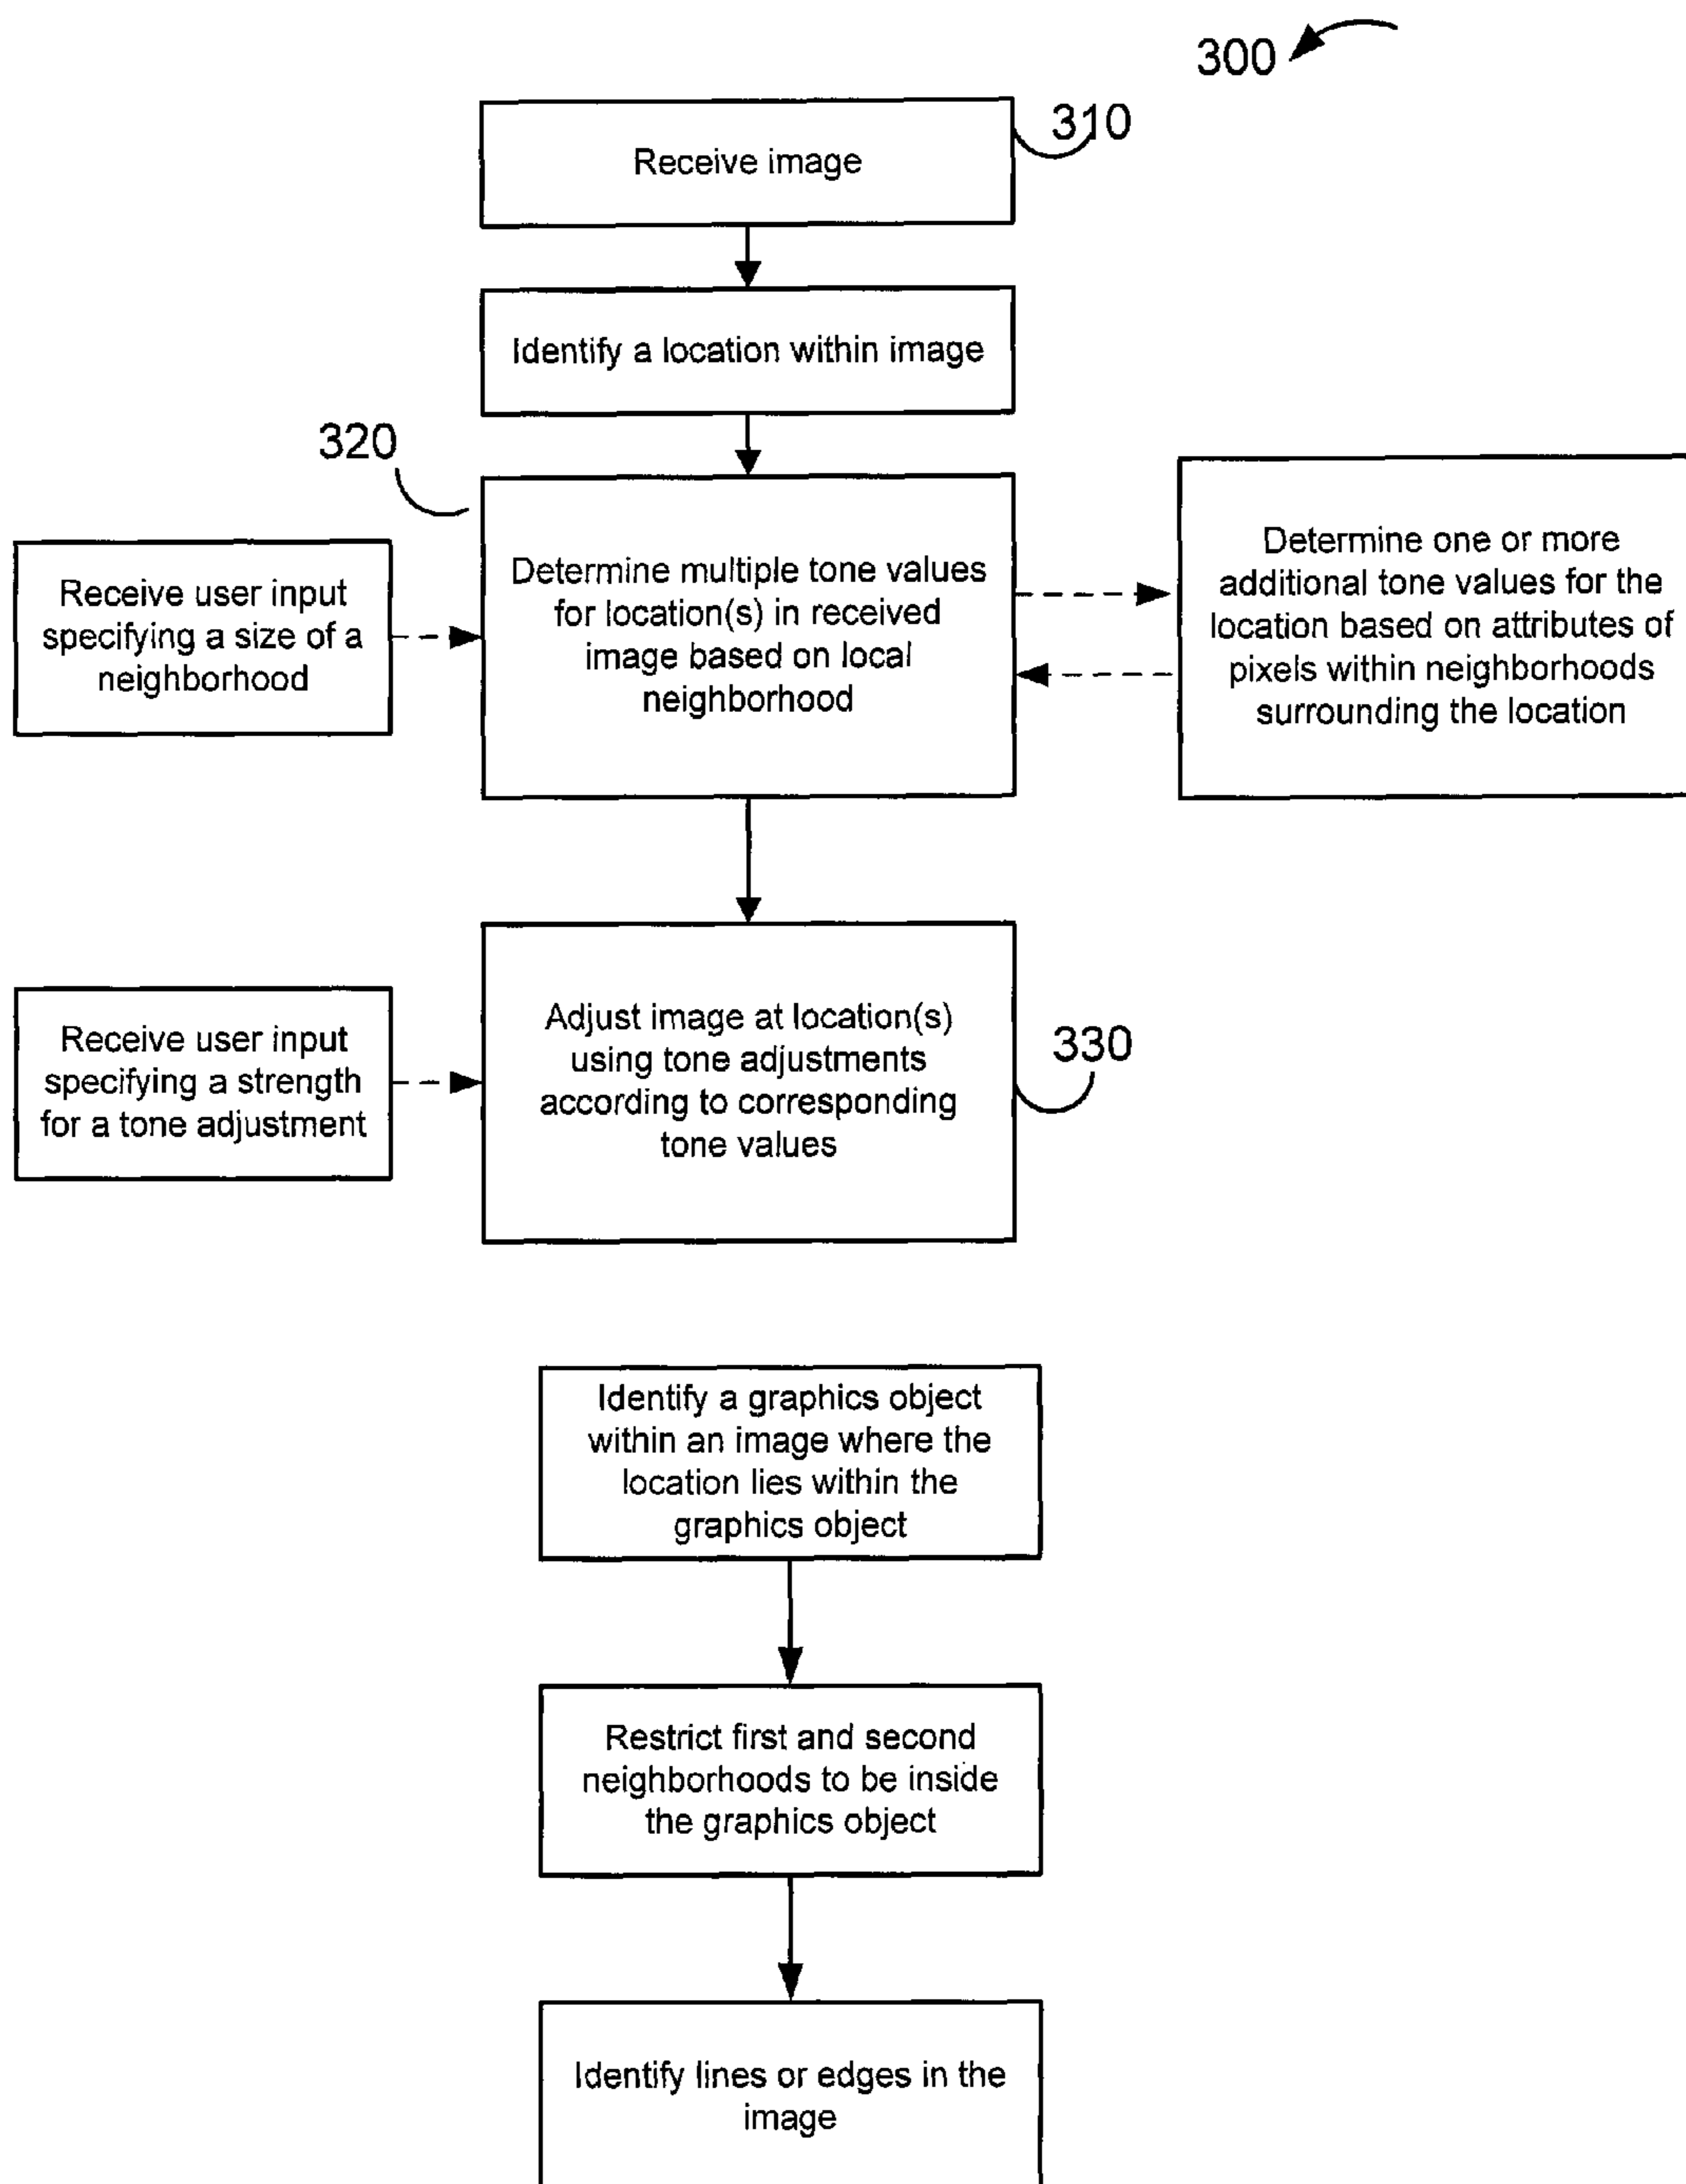 300
310
Receive image
Identify a location within image
320
Receive user input
specifying a size of a
neighborhood
Determine multiple tone values
for location(s) in received
image based on local
neighborhood
Determine one or more
additional tone values for the
location based on attributes of
pixels within neighborhoods
surrounding the location
Receive user input
specifying a strength
for a tone adjustment
Adjust image at location(s)
using tone adjustments
according to corresponding
tone values
330
Identify a graphics object
within an image where the
location lies within the
graphics object
Restrict first and second
neighborhoods to be inside
the graphics object
Identify lines or edges in the
image